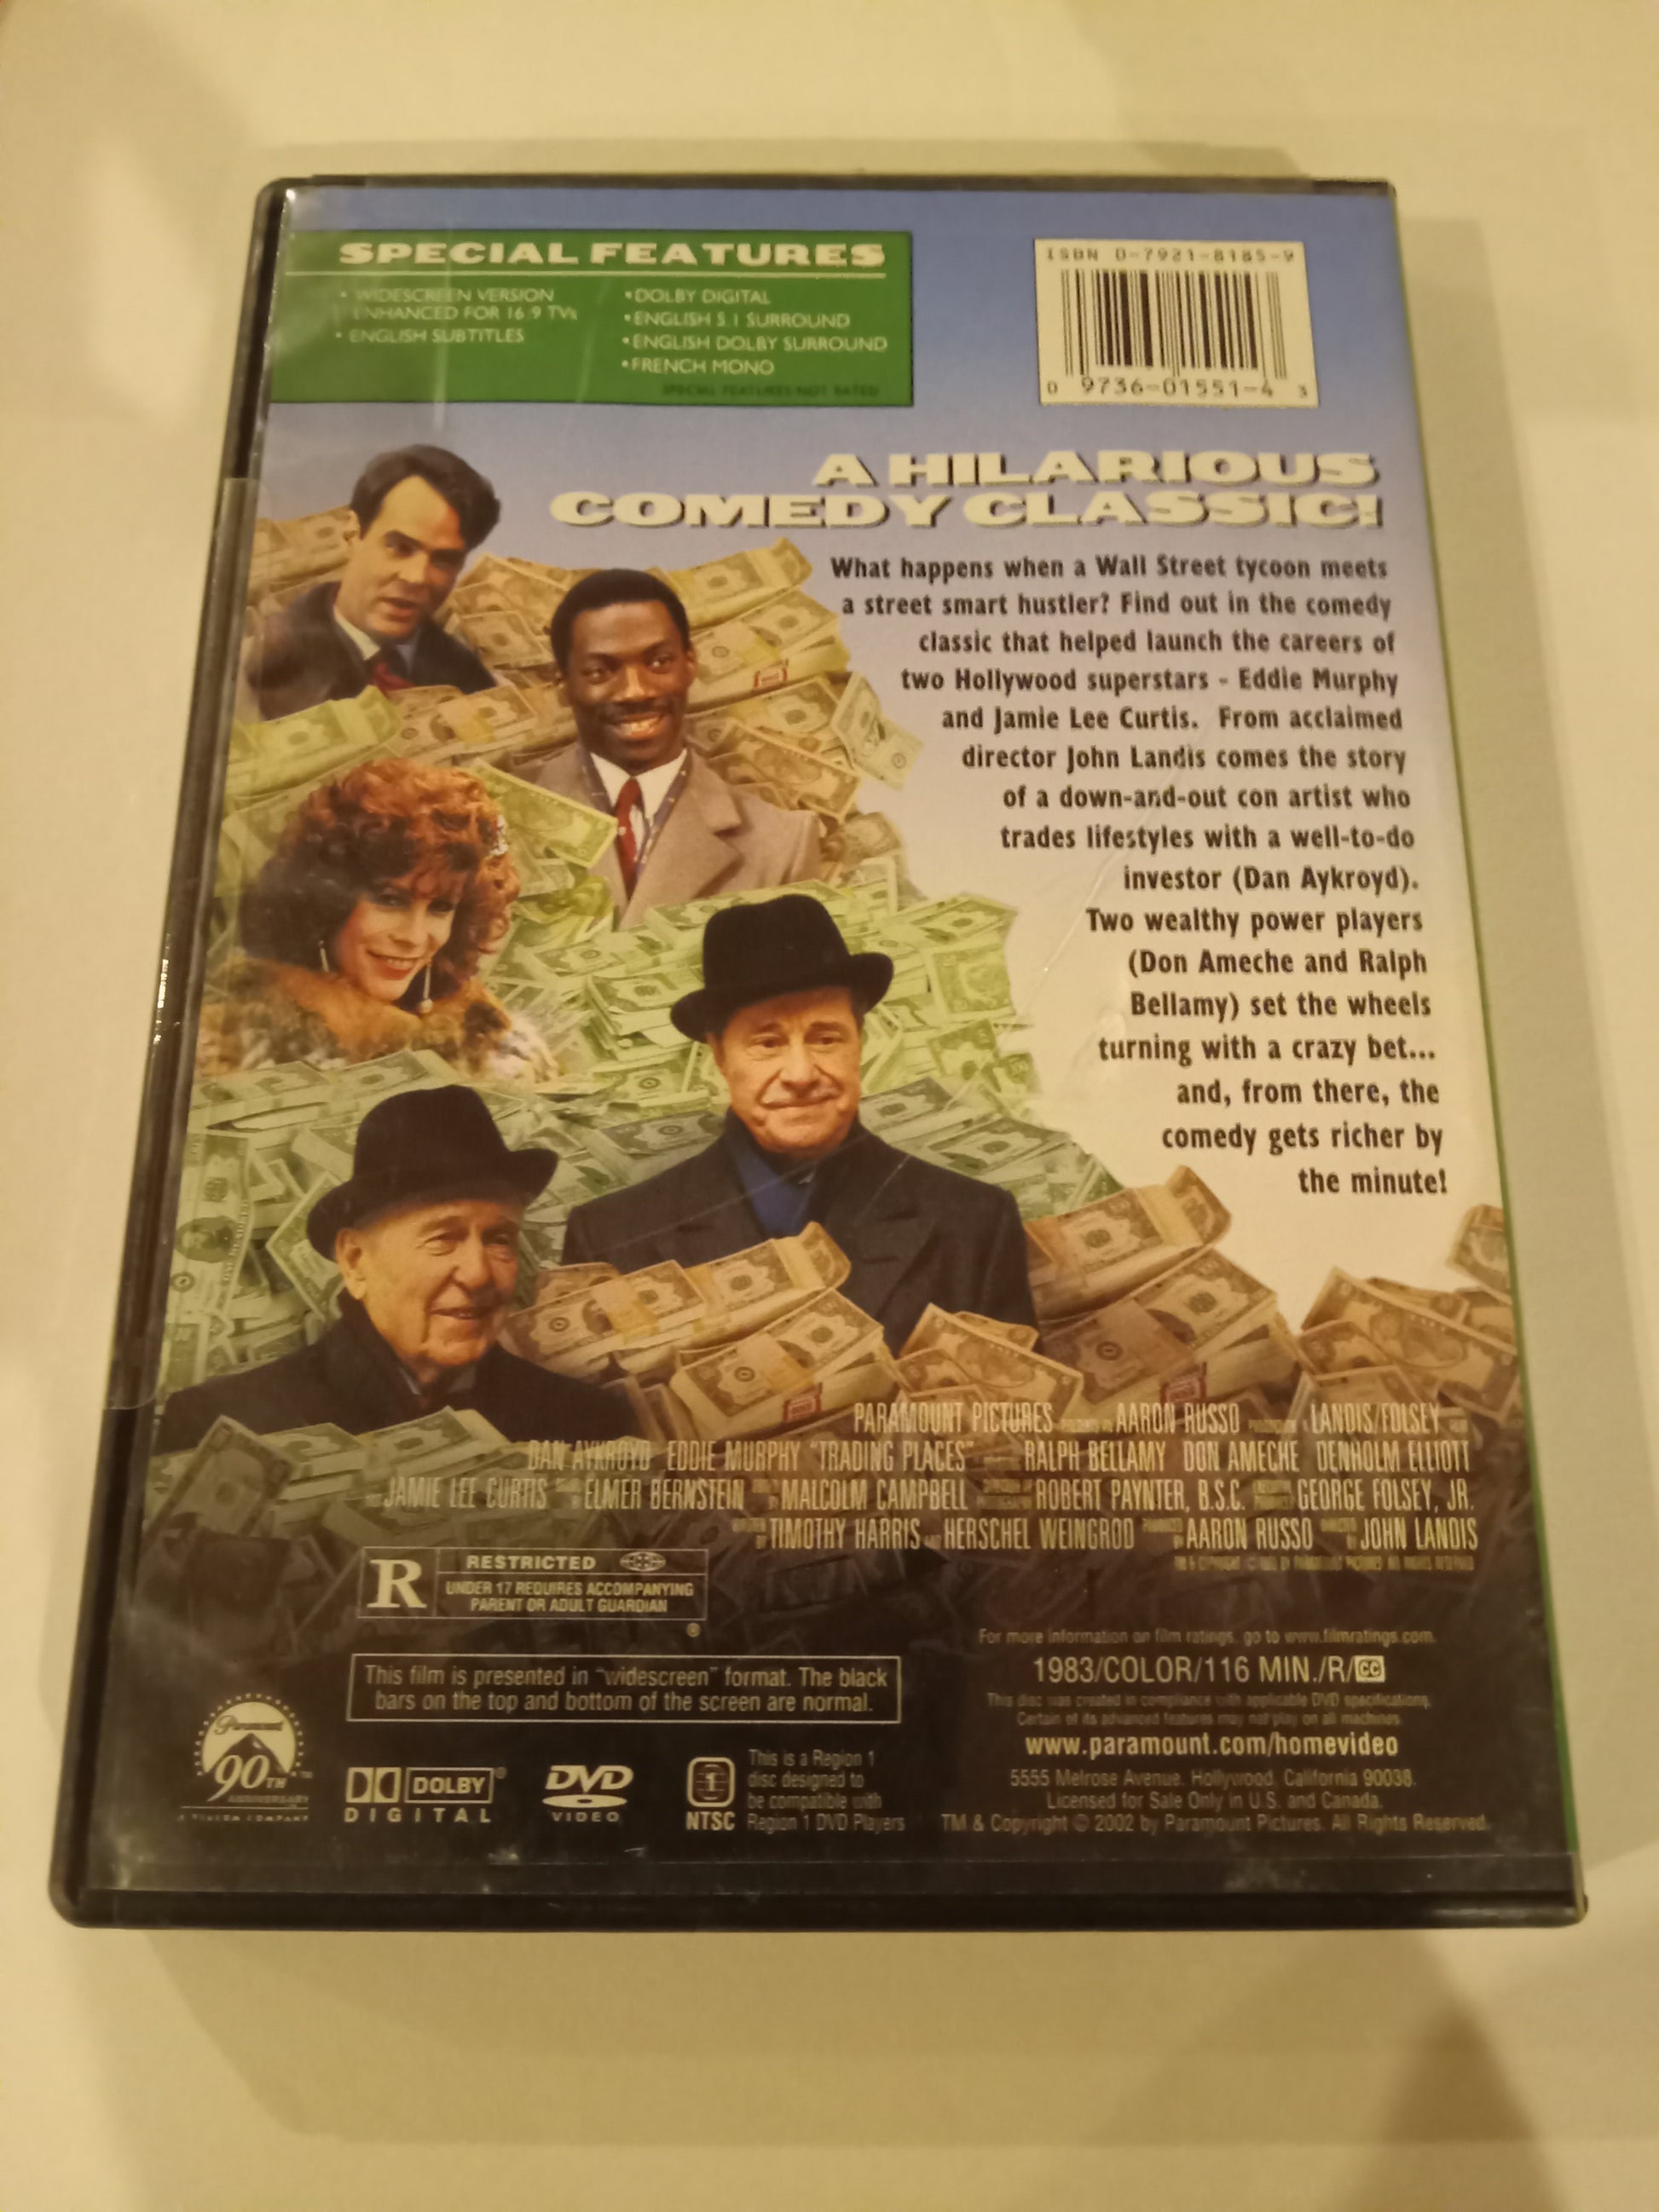 SPECIAL FEATURES
• WIDESCREEN VERSION
ENHANCED FOR 16:9 TVs
• ENGLISH SUBTITLES
• DOLBY DIGITAL
• ENGLISH 5.1 SURROUND
• ENGLISH DOLBY SURROUND
• FRENCH MONO
SPECIAL FEATURES NOT RATED
ISBN 0-7921-8185-9
0 9736-01551-4 3
A HILARIOUS
COMEDY CLASSIC!
What happens when a Wall Street tycoon meets
a street smart hustler? Find out in the comedy
classic that helped launch the careers of
two Hollywood superstars - Eddie Murphy
and Jamie Lee Curtis. From acclaimed
director John Landis comes the story
of a down-and-out con artist who
trades lifestyles with a well-to-do
investor (Dan Aykroyd).
Two wealthy power players
(Don Ameche and Ralph
Bellamy) set the wheels
turning with a crazy bet...
and, from there, the
comedy gets richer by
the minute!
PARAMOUNT PICTURES AARON RUSSO LANDIS/FOLSEY
DAN AYKROYD EDDIE MURPHY "TRADING PLACES" RALPH BELLAMY DON AMECHE DENHOLM ELLIOTT
JAMIE LEE CURTIS ELMER BERNSTEIN MALCOLM CAMPBELL ROBERT PAYNTER, B.S.C. GEORGE FOLSEY, JR.
TIMOTHY HARRIS AND HERSCHEL WEINGROD AARON RUSSO JOHN LANDIS
R RESTRICTED
UNDER 17 REQUIRES ACCOMPANYING
PARENT OR ADULT GUARDIAN
®
For more information on film ratings, go to www.filmratings.com.
This film is presented in "widescreen" format. The black
bars on the top and bottom of the screen are normal.
1983/COLOR/116 MIN./R/CC
This disc was created in compliance with applicable DVD specifications.
Certain of its advanced features may not play on all machines.
www.paramount.com/homevideo
5555 Melrose Avenue, Hollywood, California 90038.
Licensed for Sale Only in U.S. and Canada.
TM & Copyright © 2002 by Paramount Pictures. All Rights Reserved.
Paramount
90TH
ANNIVERSARY
A VIACOM COMPANY
DOLBY®
DIGITAL
DVD
VIDEO
1
NTSC
This is a Region 1
disc designed to
be compatible with
Region 1 DVD Players